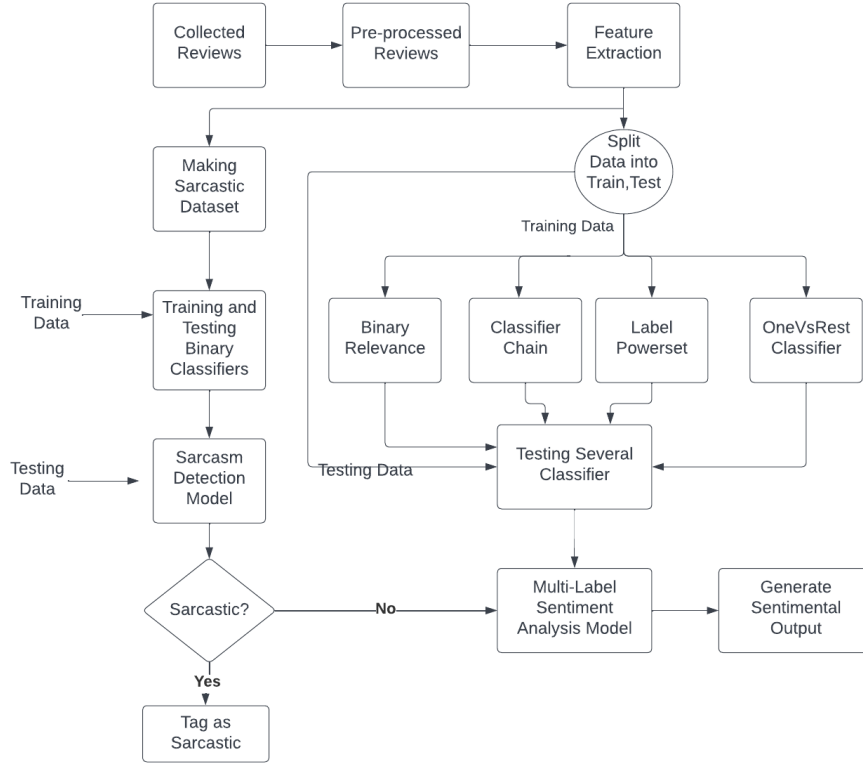 Collected
Reviews
Pre-processed
Reviews
Feature
Extraction
Making
Sarcastic
Dataset
Split
Data into
Train,Test
Training Data
Training
Data
Training and
Testing
Binary
Classifiers
Binary
Relevance
Classifier
Chain
Label
Powerset
OneVsRest
Classifier
Testing
Data
Sarcasm
Detection
Model
Testing Data
Testing Several
Classifier
Sarcastic?
No
Multi-Label
Sentiment
Analysis Model
Generate
Sentimental
Output
Yes
Tag as
Sarcastic